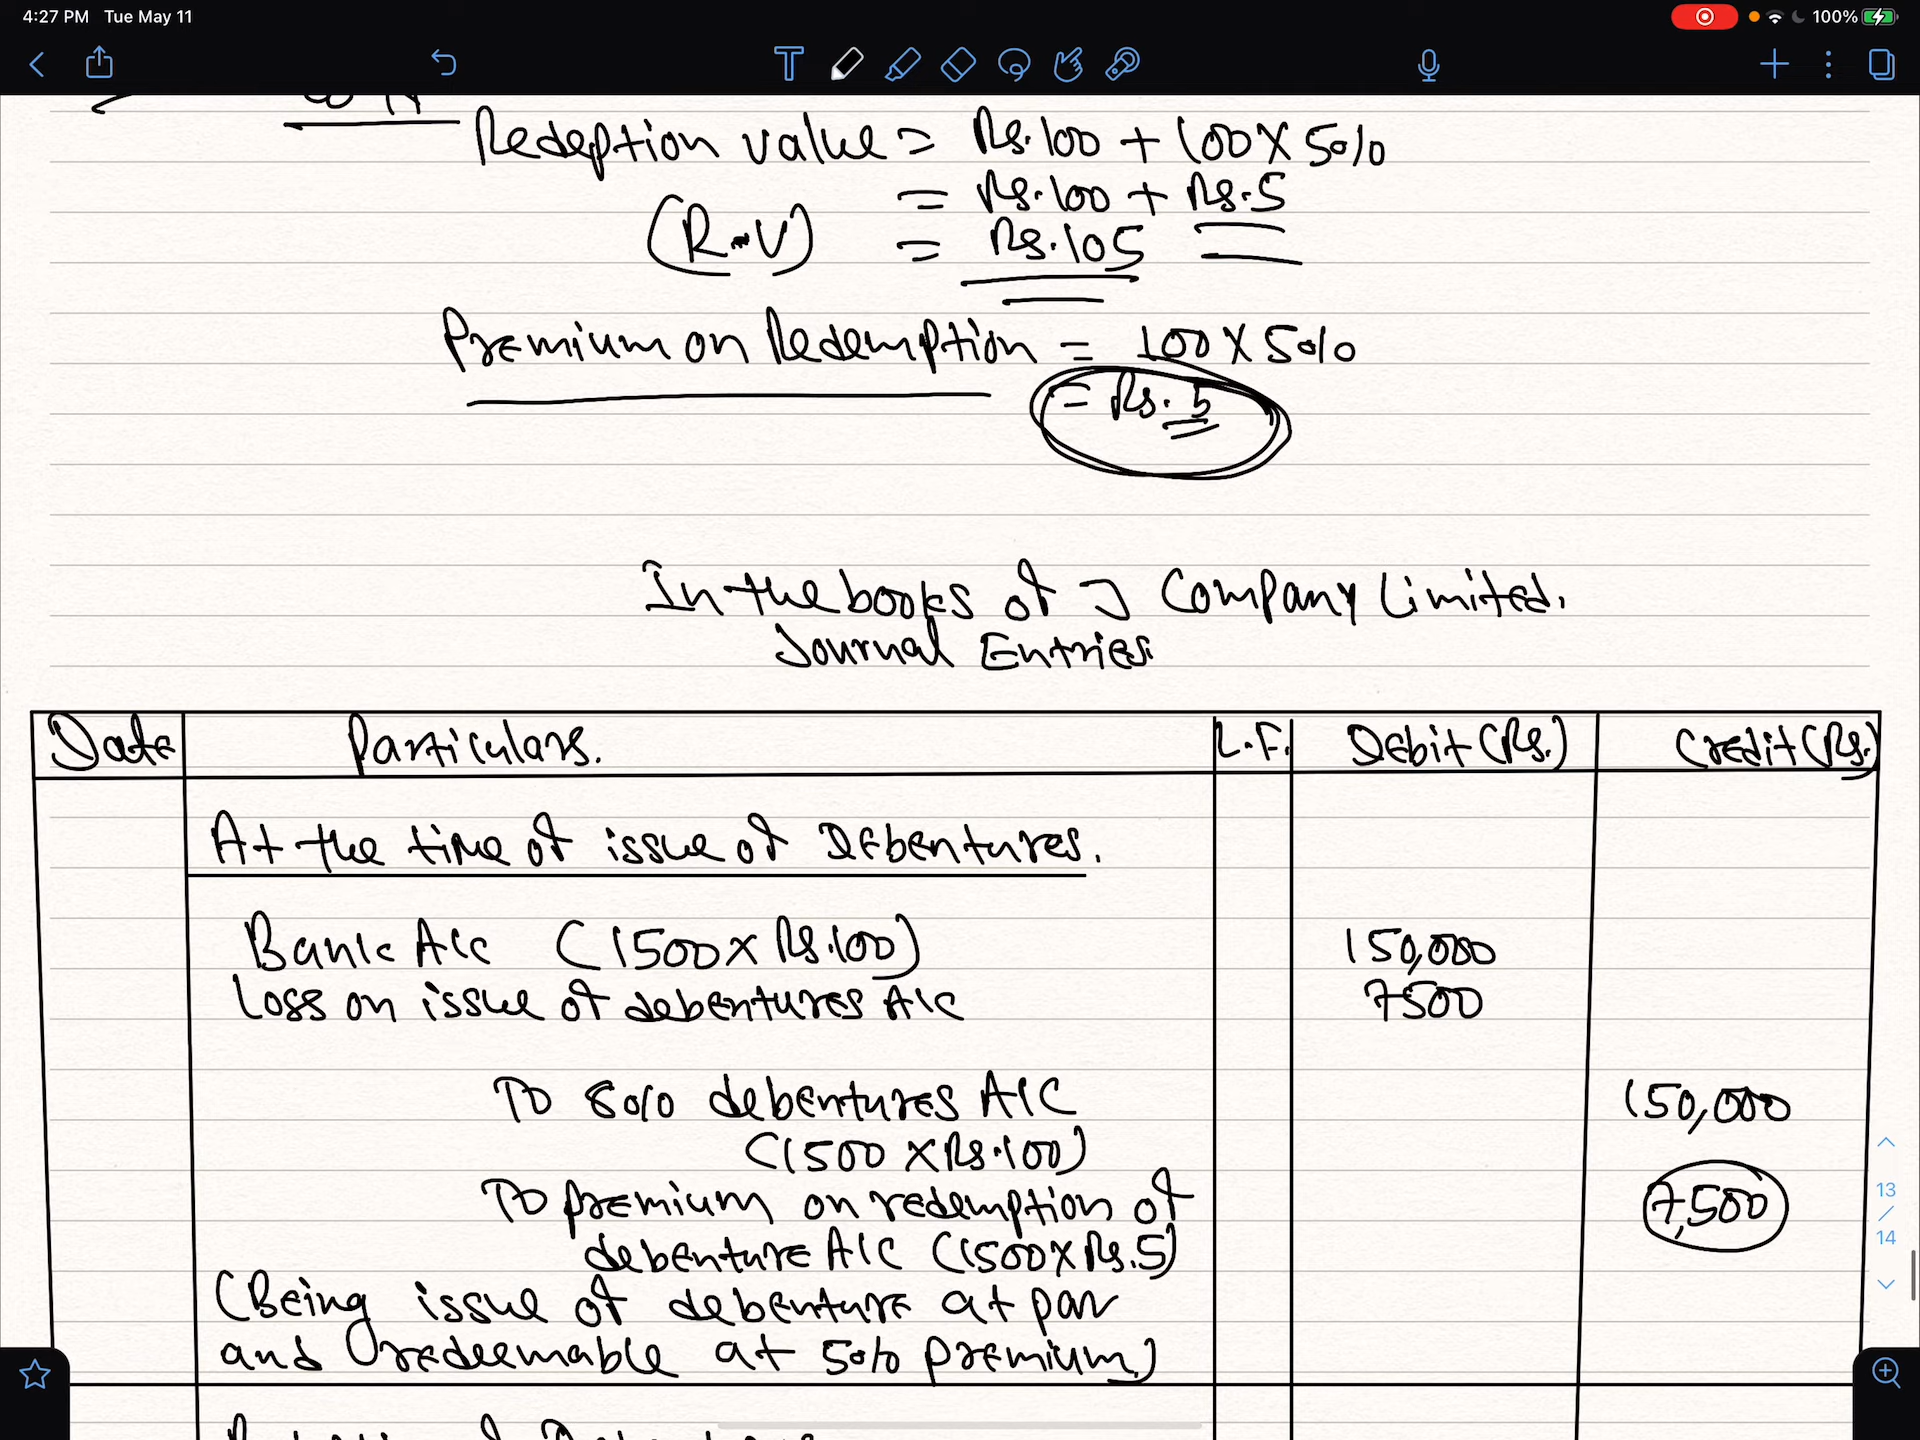 4:27 PM Tue May 11
100%
Redeption value = Rs.100 + 100 X 5%
= Rs.100 + Rs.5
(R.V) = Rs.105
Premium on Redemption = 100 X 5%
= Rs. 5
In the books of J Company Limited.
Journal Entries
Date Particulars. L.F. Debit (Rs.) Credit (Rs.)
At the time of issue of Debentures.
Bank A/c (1500 x Rs.100) 150,000
Loss on issue of debentures A/C 7500
To 8% debentures A/C 150,000
(1500 X Rs.100)
To premium on redemption of 7,500
debenture A/C (1500 X Rs.5)
(Being issue of debenture at par
and redeemable at 5% premium)
13
/
14